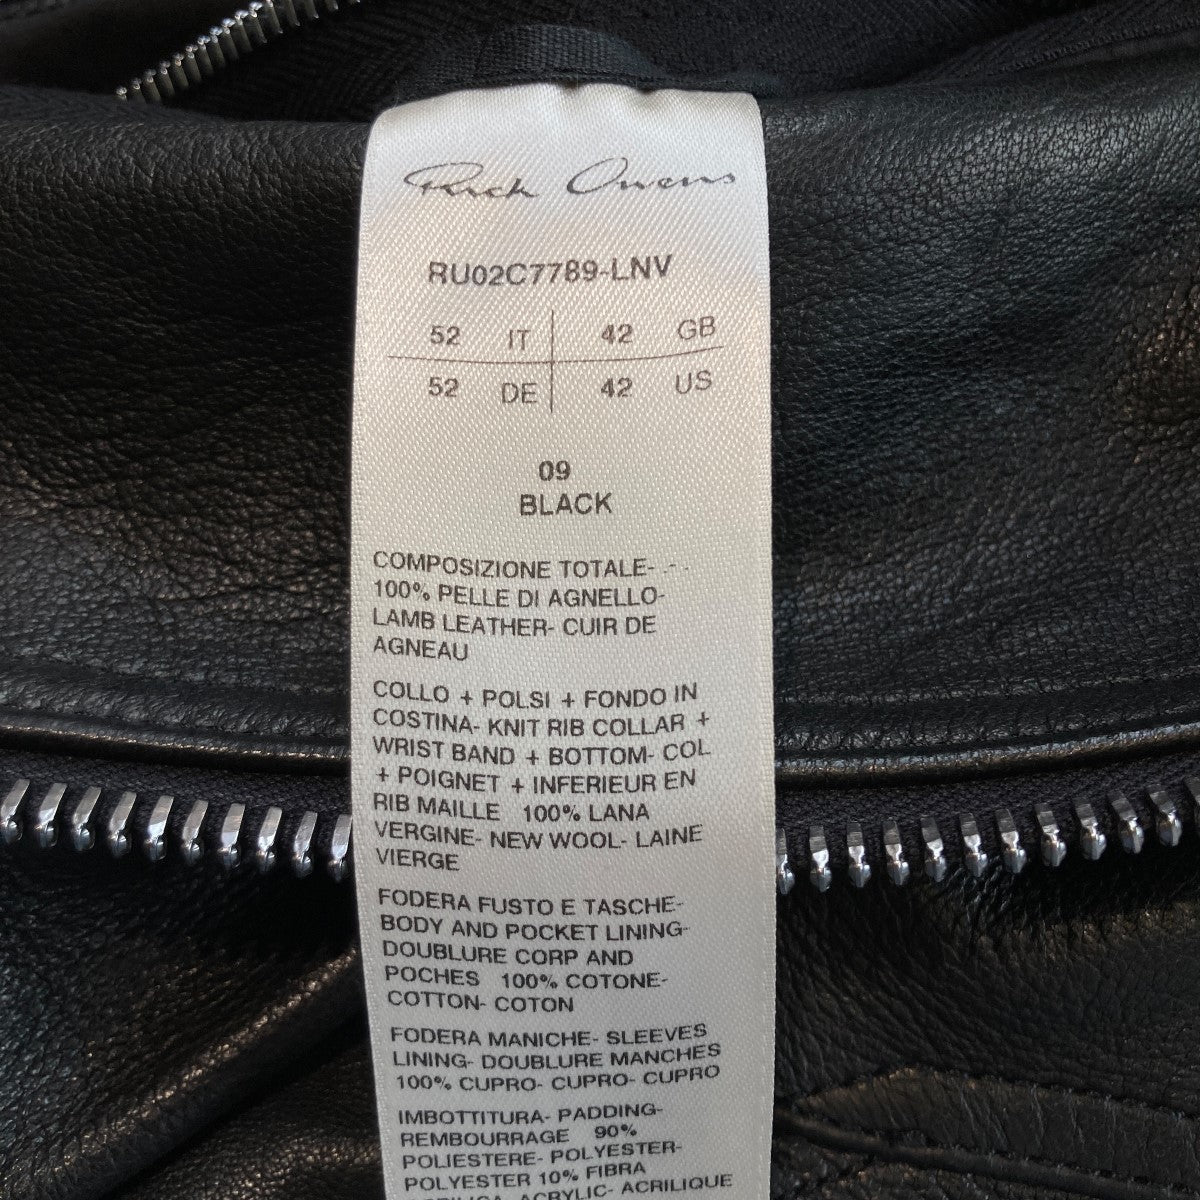 Rick Owens
RU02C7789-LNV
52 IT 42 GB
52 DE 42 US
09
BLACK
COMPOSIZIONE TOTALE- - -
100% PELLE DI AGNELLO-
LAMB LEATHER- CUIR DE
AGNEAU
COLLO + POLSI + FONDO IN
COSTINA- KNIT RIB COLLAR +
WRIST BAND + BOTTOM- COL
+ POIGNET + INFERIEUR EN
RIB MAILLE 100% LANA
VERGINE- NEW WOOL- LAINE
VIERGE
FODERA FUSTO E TASCHE-
BODY AND POCKET LINING-
DOUBLURE CORP AND
POCHES 100% COTONE-
COTTON- COTON
FODERA MANICHE- SLEEVES
LINING- DOUBLURE MANCHES
100% CUPRO- CUPRO- CUPRO
IMBOTTITURA- PADDING-
REMBOURRAGE 90%
POLIESTERE- POLYESTER-
POLYESTER 10% FIBRA
ACRILICA- ACRYLIC- ACRILIQUE